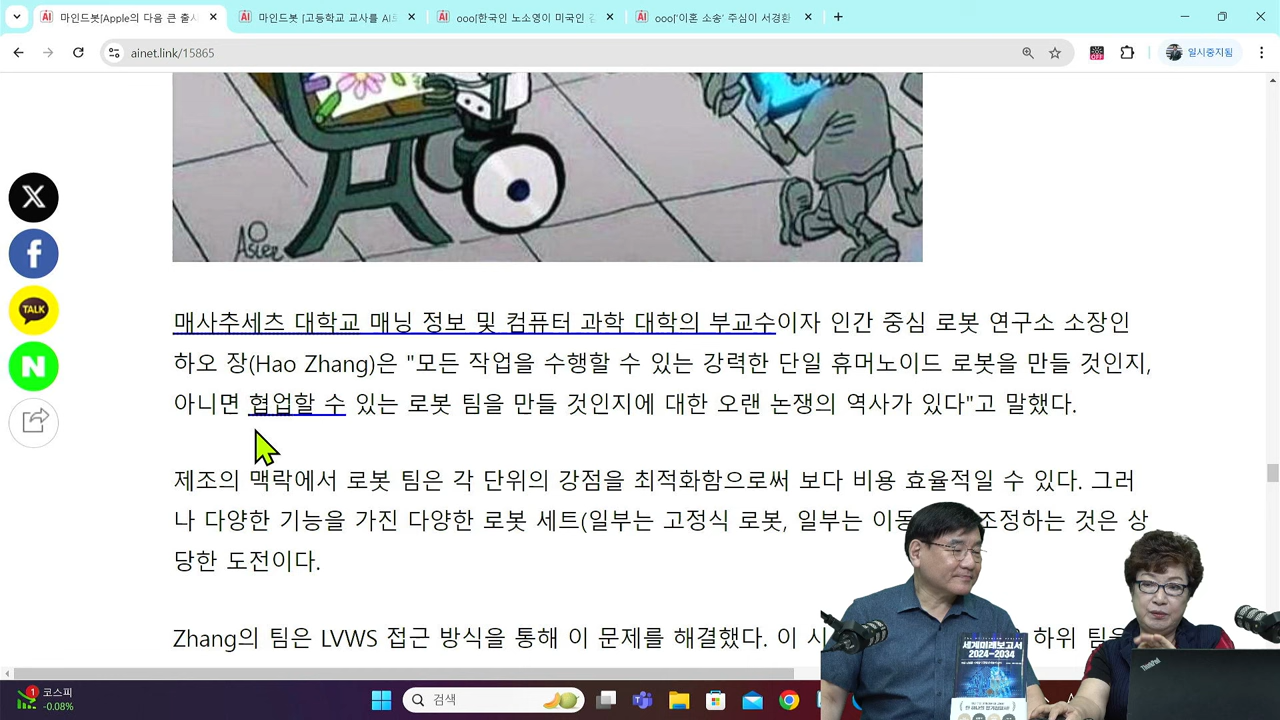 마인드봇[Apple의 다음 큰 출시
마인드봇 [고등학교 교사를 AI로
ooo[한국인 노소영이 미국인 김
ooo['이혼 소송' 주심이 서경환
ainet.link/15865
OFF
일시중지됨
Asier
TALK
N
매사추세츠 대학교 매닝 정보 및 컴퓨터 과학 대학의 부교수이자 인간 중심 로봇 연구소 소장인
하오 장(Hao Zhang)은 "모든 작업을 수행할 수 있는 강력한 단일 휴머노이드 로봇을 만들 것인지,
아니면 협업할 수 있는 로봇 팀을 만들 것인지에 대한 오랜 논쟁의 역사가 있다"고 말했다.
제조의 맥락에서 로봇 팀은 각 단위의 강점을 최적화함으로써 보다 비용 효율적일 수 있다. 그러
나 다양한 기능을 가진 다양한 로봇 세트(일부는 고정식 로봇, 일부는 이동 조정하는 것은 상
당한 도전이다.
Zhang의 팀은 LVWS 접근 방식을 통해 이 문제를 해결했다. 이 시 하위 팀을
세계미래보고서
2024-2034
ThinkPad
1
코스피
-0.08%
검색